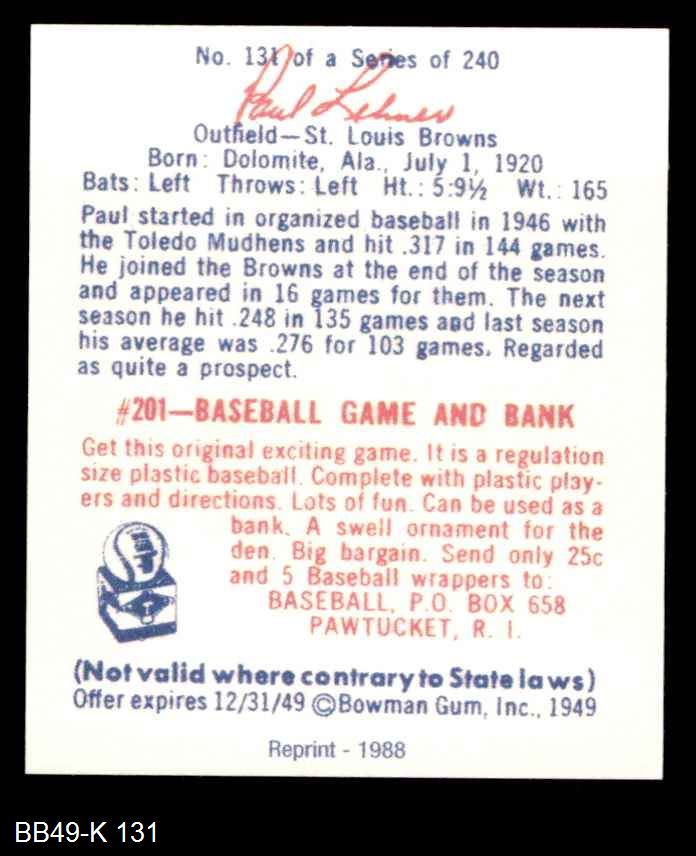 No. 131 of a Series of 240
Paul Lehner
Outfield—St. Louis Browns
Born: Dolomite, Ala., July 1, 1920
Bats: Left Throws: Left Ht.: 5:9½ Wt.: 165
Paul started in organized baseball in 1946 with
the Toledo Mudhens and hit .317 in 144 games.
He joined the Browns at the end of the season
and appeared in 16 games for them. The next
season he hit .248 in 135 games and last season
his average was .276 for 103 games. Regarded
as quite a prospect.
#201—BASEBALL GAME AND BANK
Get this original exciting game. It is a regulation
size plastic baseball. Complete with plastic play-
ers and directions. Lots of fun. Can be used as a
bank. A swell ornament for the
den. Big bargain. Send only 25c
and 5 Baseball wrappers to:
BASEBALL, P.O. BOX 658
PAWTUCKET, R. I.
(Not valid where contrary to State laws)
Offer expires 12/31/49 ©Bowman Gum, Inc., 1949
Reprint - 1988
BB49-K 131